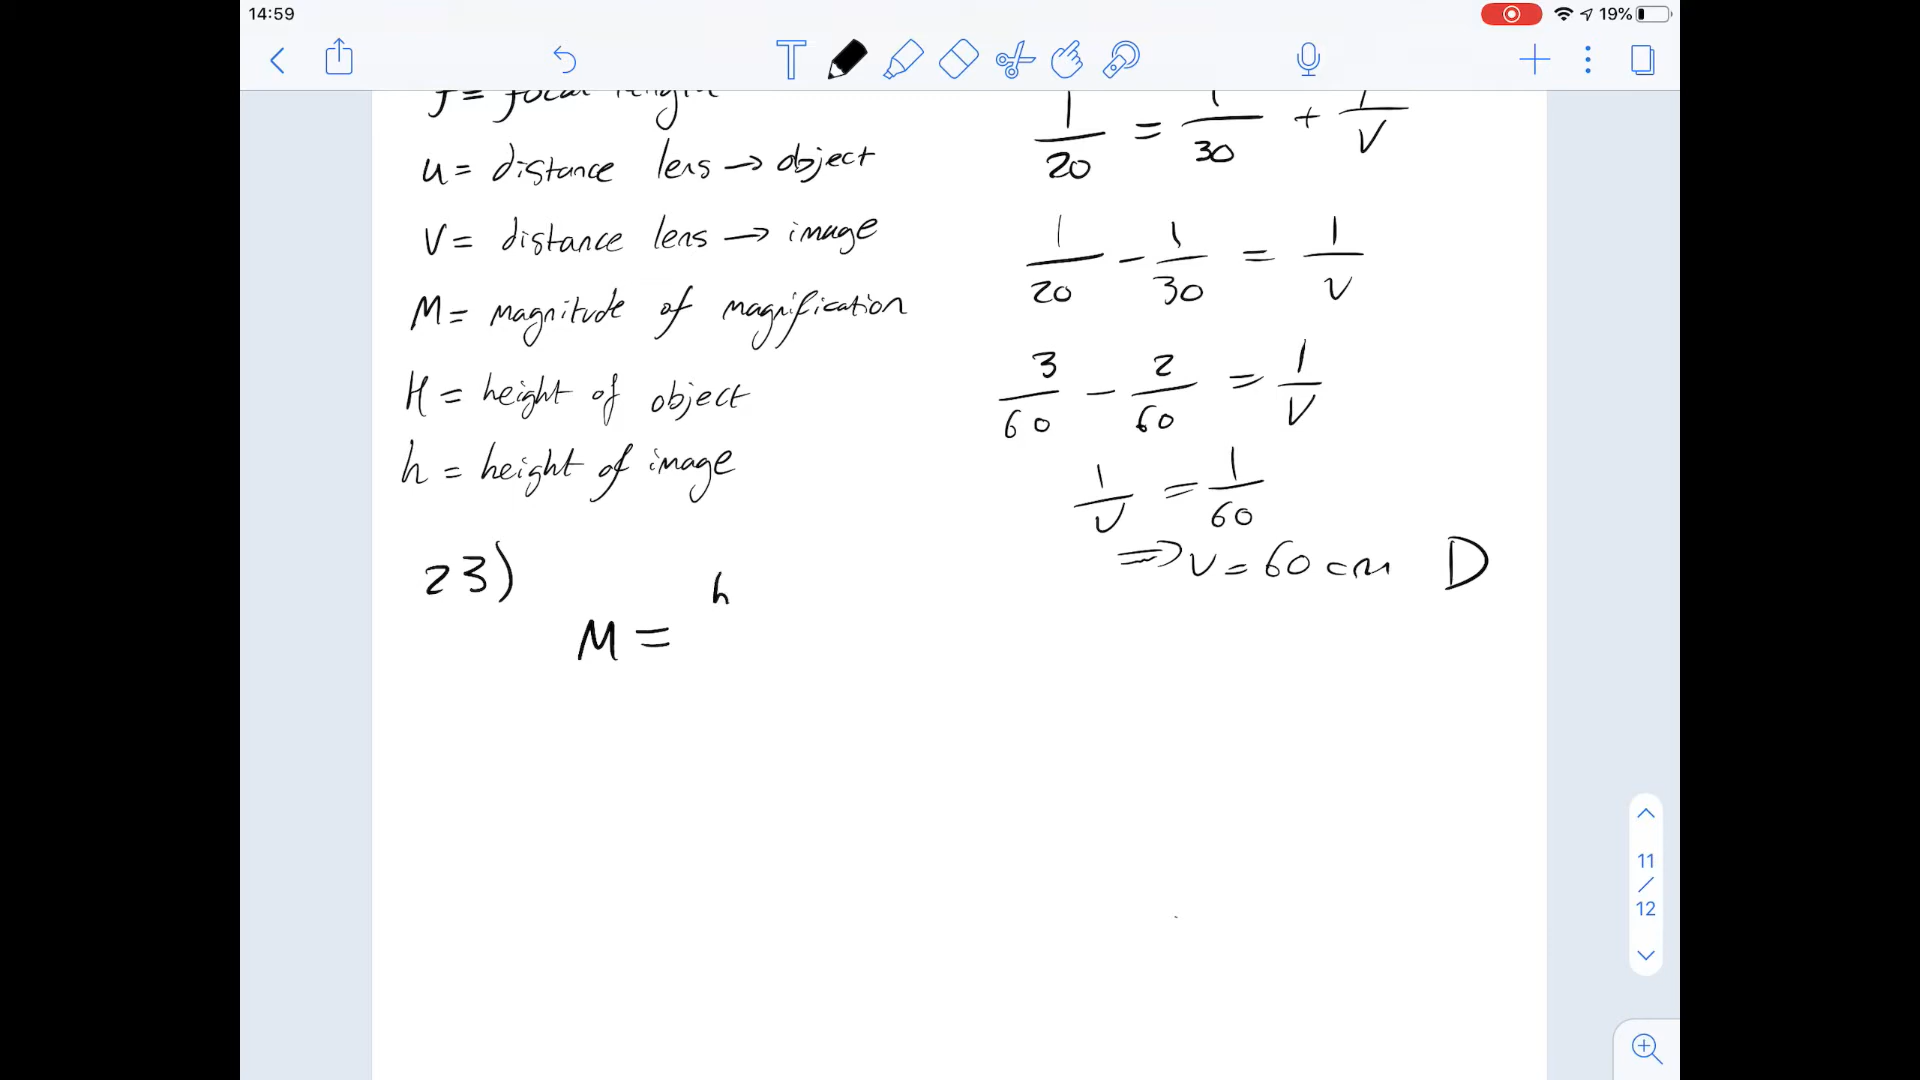 14:59
19%
T
f = focal length
u = distance lens → object
v = distance lens → image
M = magnitude of magnification
H = height of object
h = height of image
1/20 = 1/30 + 1/v
1/20 - 1/30 = 1/v
3/60 - 2/60 = 1/v
1/v = 1/60
⇒ v = 60 cm D
23)
M = h
11
/
12